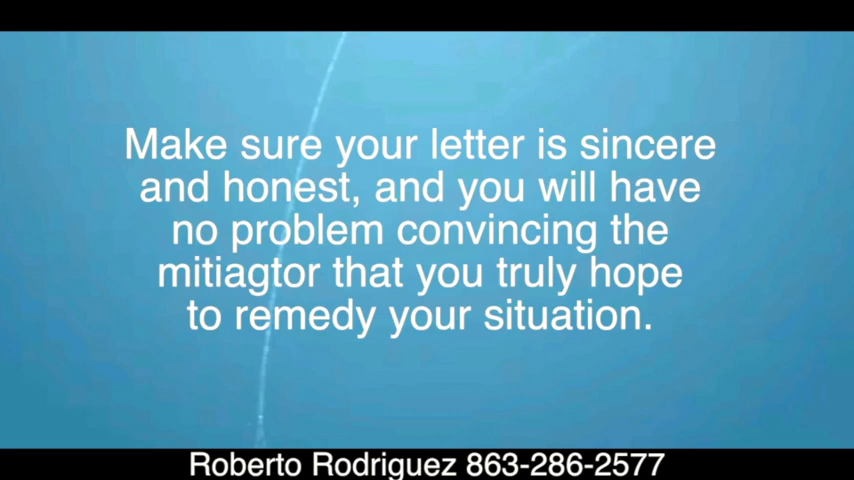 Make sure your letter is sincere
and honest, and you will have
no problem convincing the
mitiagtor that you truly hope
to remedy your situation.
Roberto Rodriguez 863-286-2577